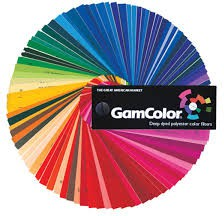 THE GREAT AMERICAN MARKET
GamColor
Deep dyed polyester color filters